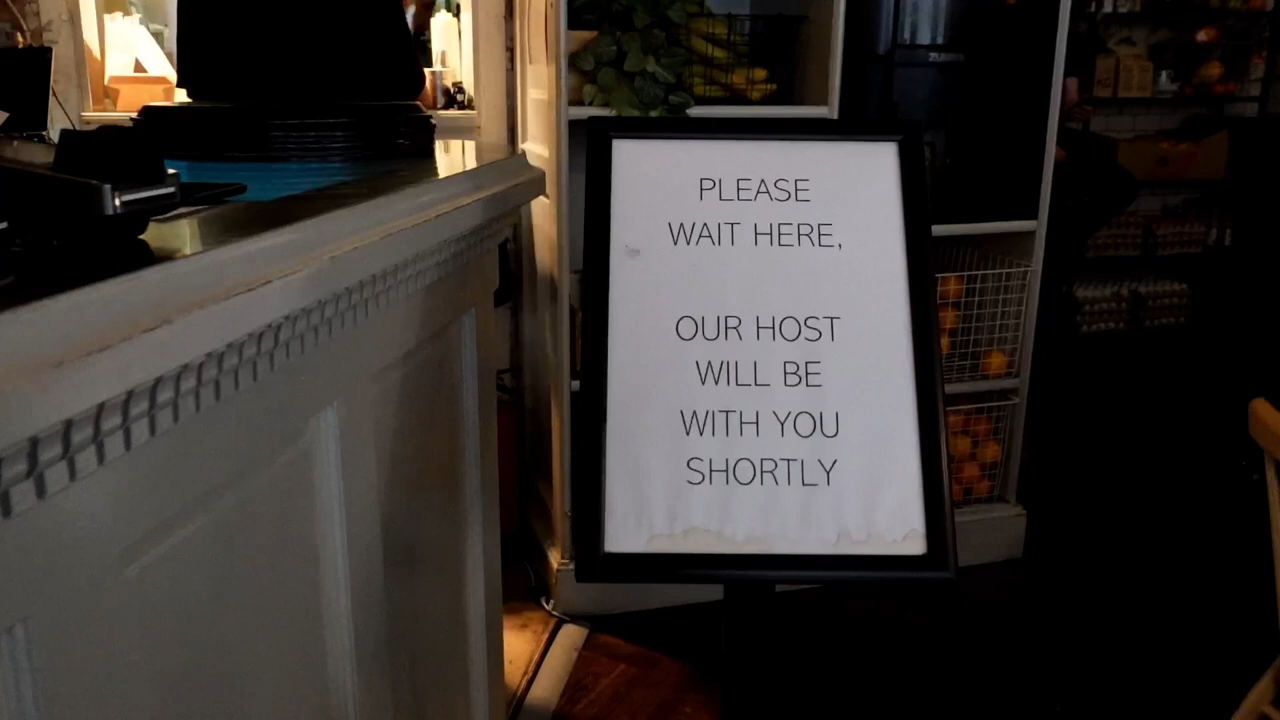 PLEASE
WAIT HERE,
OUR HOST
WILL BE
WITH YOU
SHORTLY